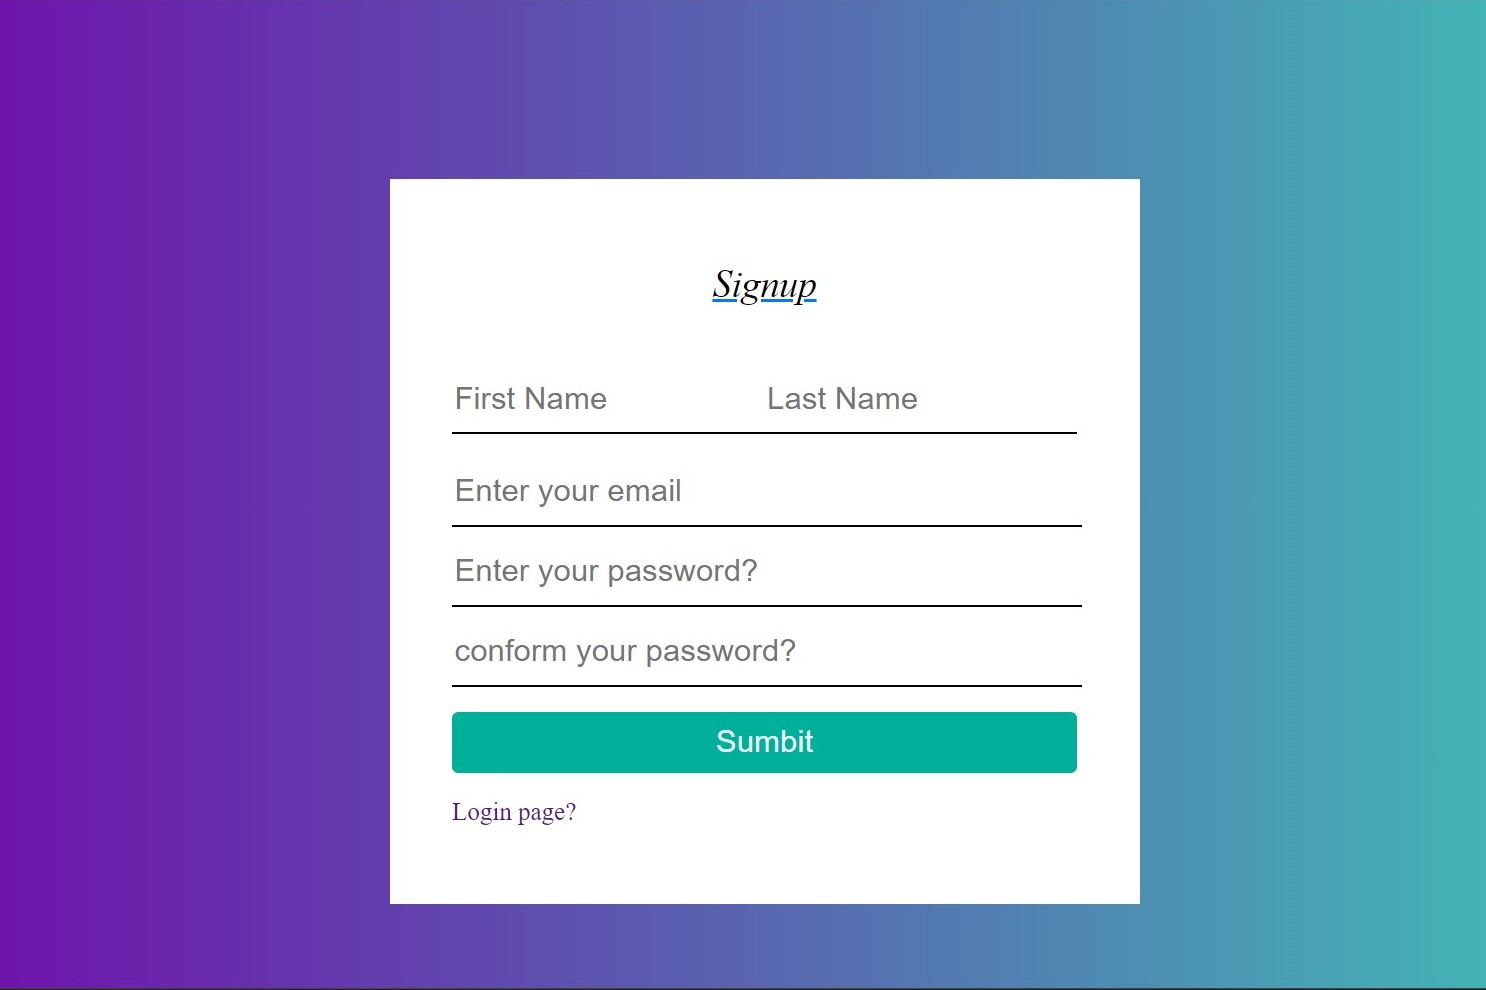 Signup
First Name Last Name
Enter your email
Enter your password?
conform your password?
Sumbit
Login page?